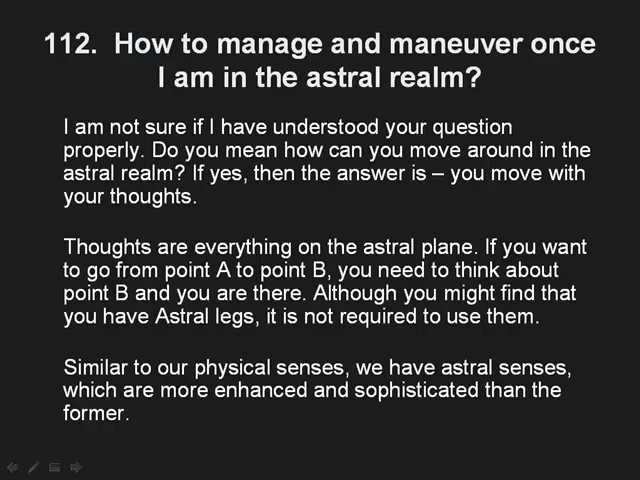 112.  How to manage and maneuver once
I am in the astral realm?
I am not sure if I have understood your question
properly. Do you mean how can you move around in the
astral realm? If yes, then the answer is – you move with
your thoughts.
Thoughts are everything on the astral plane. If you want
to go from point A to point B, you need to think about
point B and you are there. Although you might find that
you have Astral legs, it is not required to use them.
Similar to our physical senses, we have astral senses,
which are more enhanced and sophisticated than the
former.